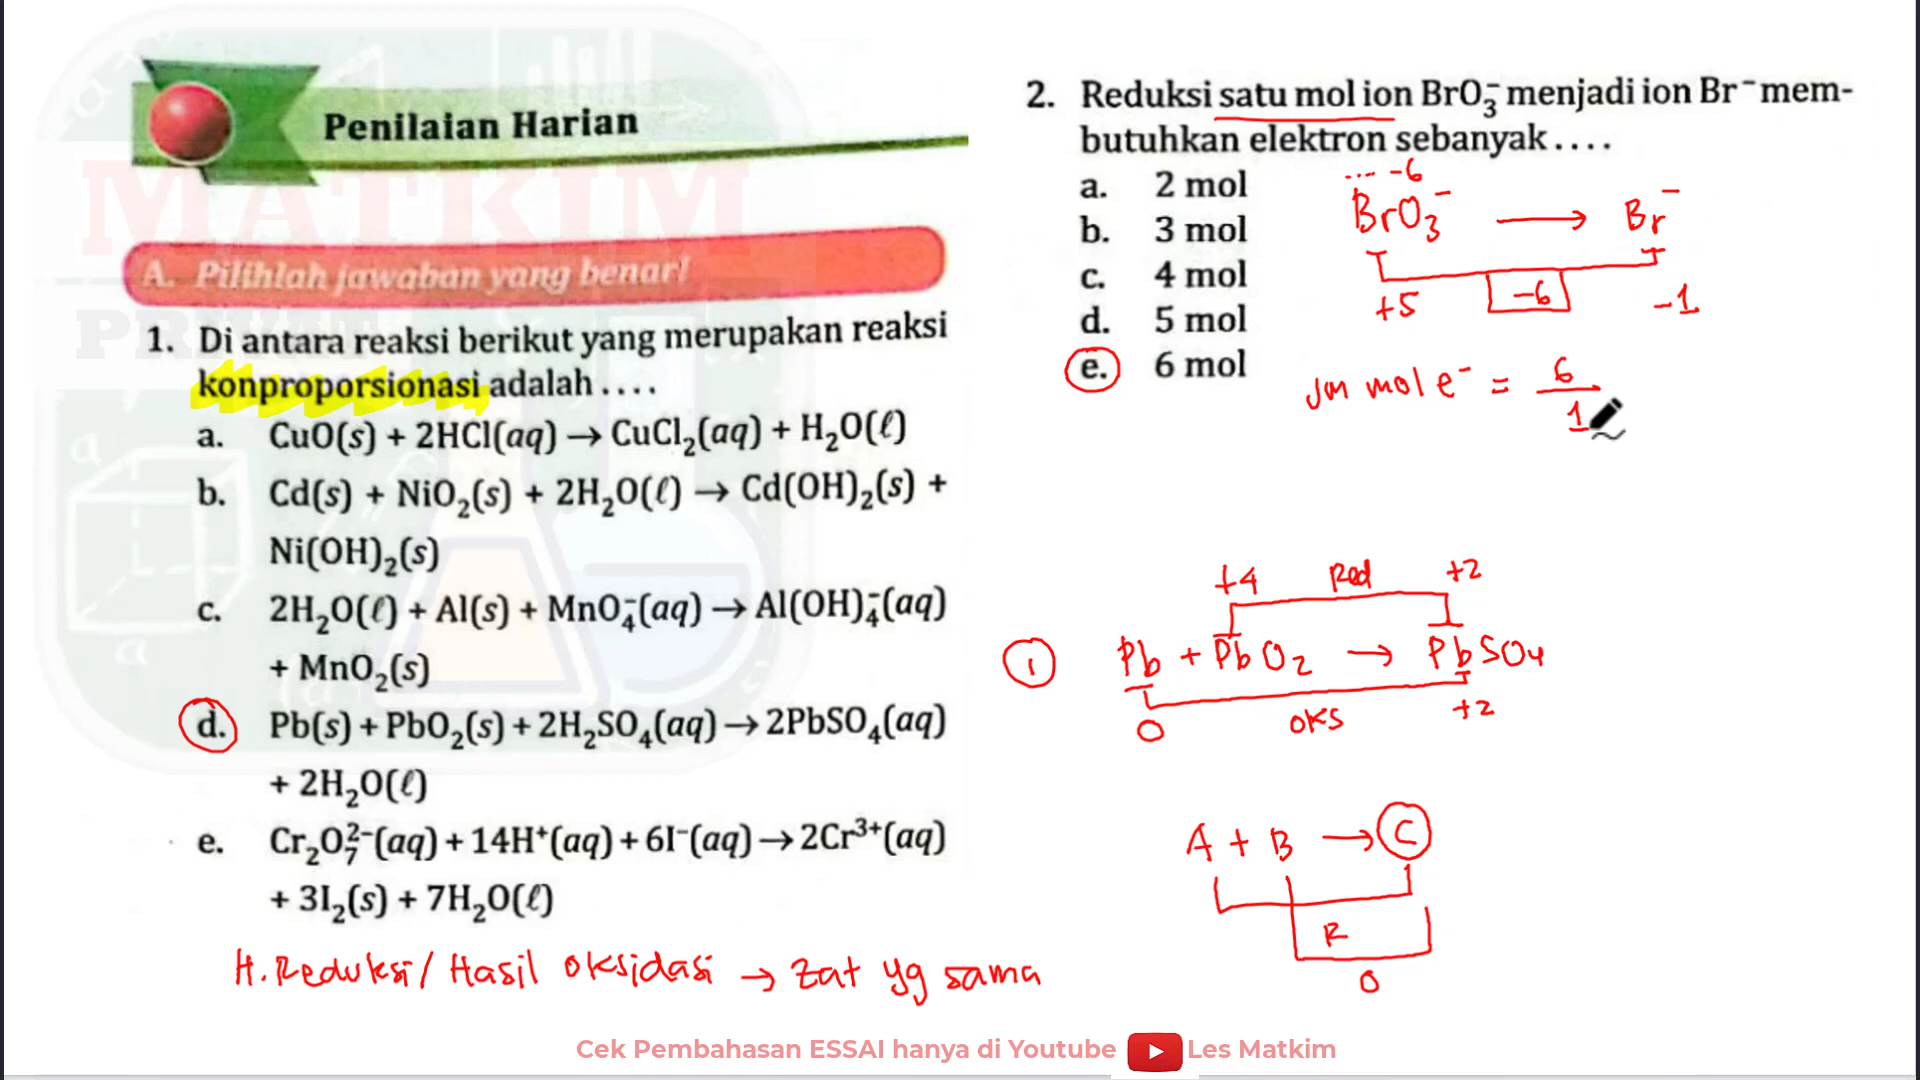 Penilaian Harian
MATKIM
PRIVAT
A. Pilihlah jawaban yang benar!
1. Di antara reaksi berikut yang merupakan reaksi
konproporsionasi adalah . . . .
a. CuO(s) + 2HCl(aq) → CuCl₂(aq) + H₂O(ℓ)
b. Cd(s) + NiO₂(s) + 2H₂O(ℓ) → Cd(OH)₂(s) +
Ni(OH)₂(s)
c. 2H₂O(ℓ) + Al(s) + MnO₄⁻(aq) → Al(OH)₄⁻(aq)
+ MnO₂(s)
d. Pb(s) + PbO₂(s) + 2H₂SO₄(aq) → 2PbSO₄(aq)
+ 2H₂O(ℓ)
e. Cr₂O₇²⁻(aq) + 14H⁺(aq) + 6I⁻(aq) → 2Cr³⁺(aq)
+ 3I₂(s) + 7H₂O(ℓ)
H. Reduksi / Hasil oksidasi → zat yg sama
2. Reduksi satu mol ion BrO₃⁻ menjadi ion Br⁻ mem-
butuhkan elektron sebanyak . . . .
a. 2 mol
b. 3 mol
c. 4 mol
d. 5 mol
e. 6 mol
.... -6
BrO₃⁻ → Br⁻
+5 -6 -1
Jm mol e⁻ = 6/1
+4 Red +2
1 Pb + PbO₂ → PbSO₄
0 oks +2
A + B → C
R
O
Cek Pembahasan ESSAI hanya di Youtube Les Matkim